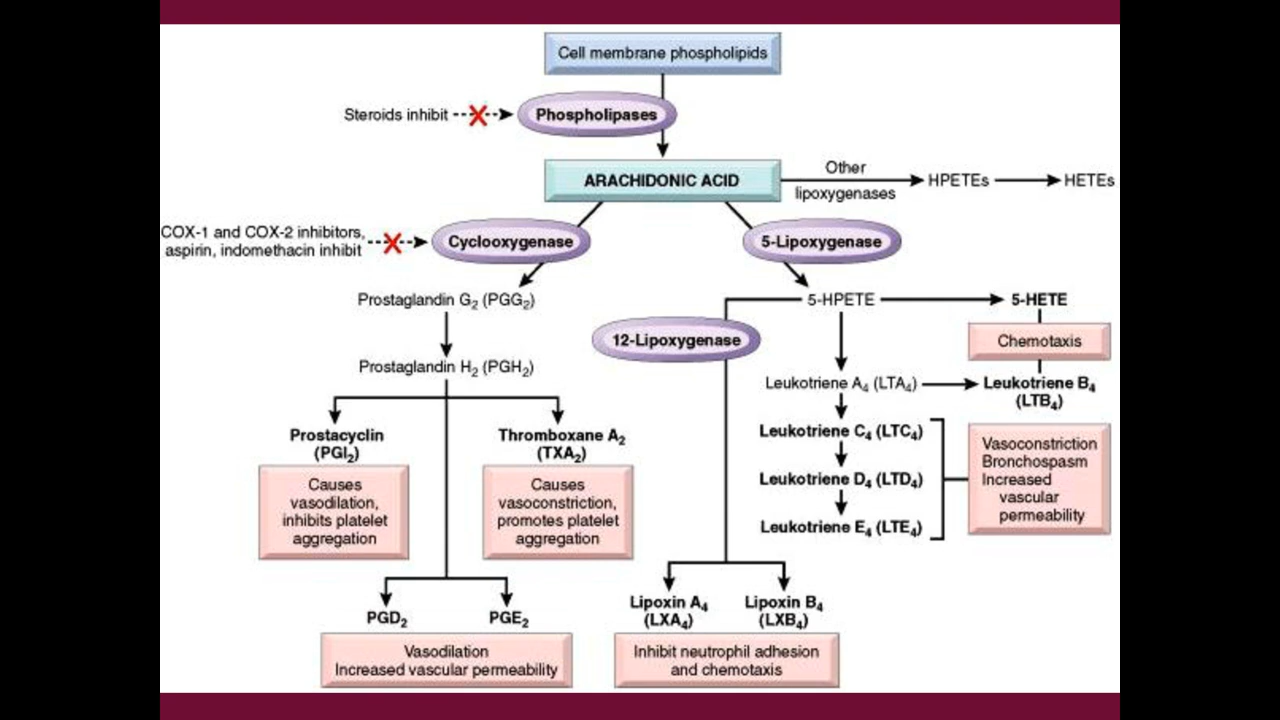 Cell membrane phospholipids
Steroids inhibit
Phospholipases
ARACHIDONIC ACID
Other
lipoxygenases
HPETEs
HETEs
COX-1 and COX-2 inhibitors,
aspirin, indomethacin inhibit
Cyclooxygenase
5-Lipoxygenase
Prostaglandin G₂ (PGG₂)
5-HPETE
5-HETE
12-Lipoxygenase
Chemotaxis
Prostaglandin H₂ (PGH₂)
Leukotriene A₄ (LTA₄)
Leukotriene B₄
(LTB₄)
Prostacyclin
(PGI₂)
Thromboxane A₂
(TXA₂)
Leukotriene C₄ (LTC₄)
Leukotriene D₄ (LTD₄)
Leukotriene E₄ (LTE₄)
Vasoconstriction
Bronchospasm
Increased
vascular
permeability
Causes
vasodilation,
inhibits platelet
aggregation
Causes
vasoconstriction,
promotes platelet
aggregation
PGD₂
PGE₂
Lipoxin A₄
(LXA₄)
Lipoxin B₄
(LXB₄)
Vasodilation
Increased vascular permeability
Inhibit neutrophil adhesion
and chemotaxis